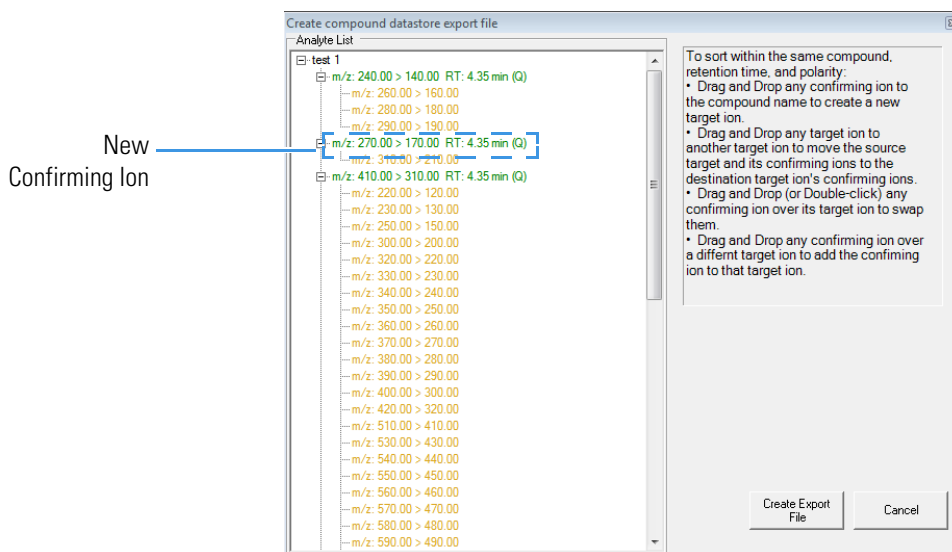 Create compound datastore export file
Analyte List
test 1
m/z: 240.00 > 140.00 RT: 4.35 min (Q)
m/z: 260.00 > 160.00
m/z: 280.00 > 180.00
m/z: 290.00 > 190.00
m/z: 270.00 > 170.00 RT: 4.35 min (Q)
m/z: 310.00 > 210.00
m/z: 410.00 > 310.00 RT: 4.35 min (Q)
m/z: 220.00 > 120.00
m/z: 230.00 > 130.00
m/z: 250.00 > 150.00
m/z: 300.00 > 200.00
m/z: 320.00 > 220.00
m/z: 330.00 > 230.00
m/z: 340.00 > 240.00
m/z: 350.00 > 250.00
m/z: 360.00 > 260.00
m/z: 370.00 > 270.00
m/z: 380.00 > 280.00
m/z: 390.00 > 290.00
m/z: 400.00 > 300.00
m/z: 420.00 > 320.00
m/z: 510.00 > 410.00
m/z: 530.00 > 430.00
m/z: 540.00 > 440.00
m/z: 550.00 > 450.00
m/z: 560.00 > 460.00
m/z: 570.00 > 470.00
m/z: 580.00 > 480.00
m/z: 590.00 > 490.00
New
Confirming Ion
To sort within the same compound,
retention time, and polarity:
• Drag and Drop any confirming ion to
the compound name to create a new
target ion.
• Drag and Drop any target ion to
another target ion to move the source
target and its confirming ions to the
destination target ion's confirming ions.
• Drag and Drop (or Double-click) any
confirming ion over its target ion to swap
them.
• Drag and Drop any confirming ion over
a differnt target ion to add the confiming
ion to that target ion.
Create Export
File
Cancel